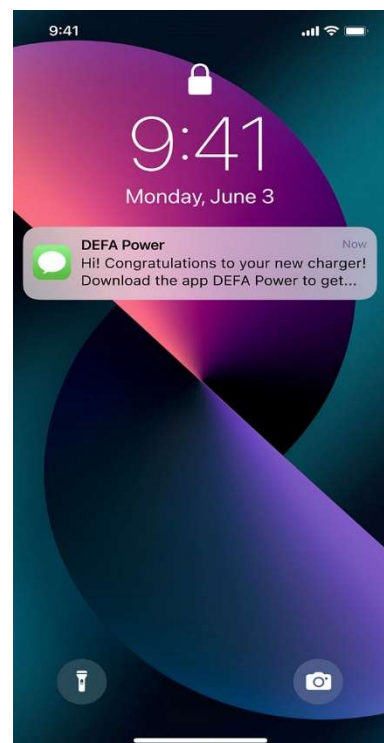 9:41
9:41
Monday, June 3
DEFA Power Now
Hi! Congratulations to your new charger!
Download the app DEFA Power to get...